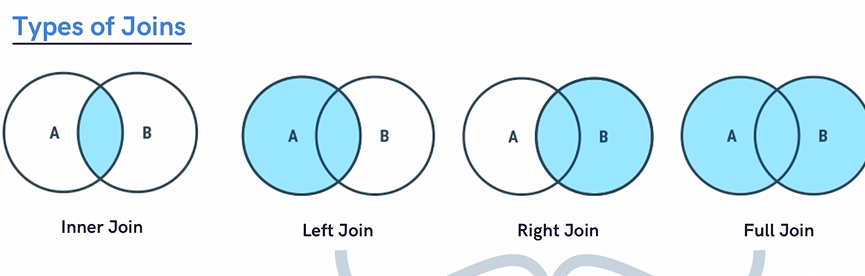 Types of Joins
A B
A B
A B
A B
Inner Join
Left Join
Right Join
Full Join